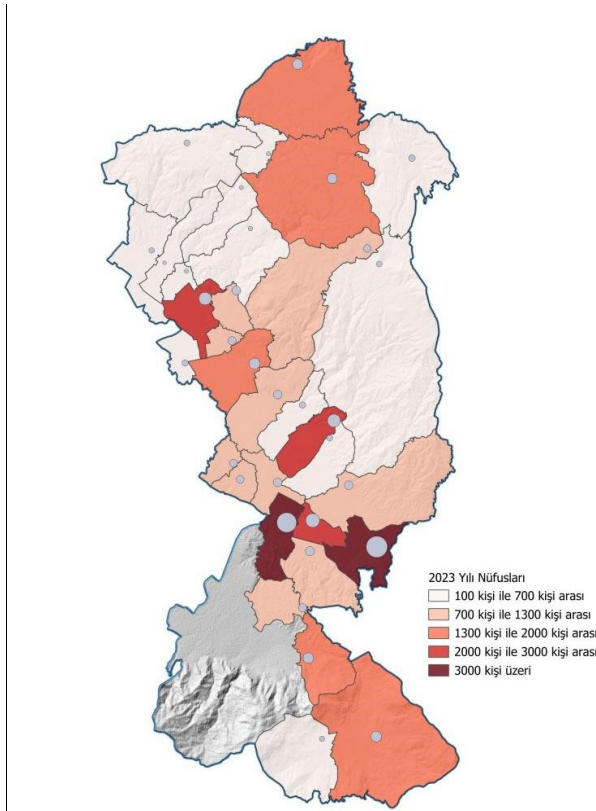 2023 Yılı Nüfusları
100 kişi ile 700 kişi arası
700 kişi ile 1300 kişi arası
1300 kişi ile 2000 kişi arası
2000 kişi ile 3000 kişi arası
3000 kişi üzeri